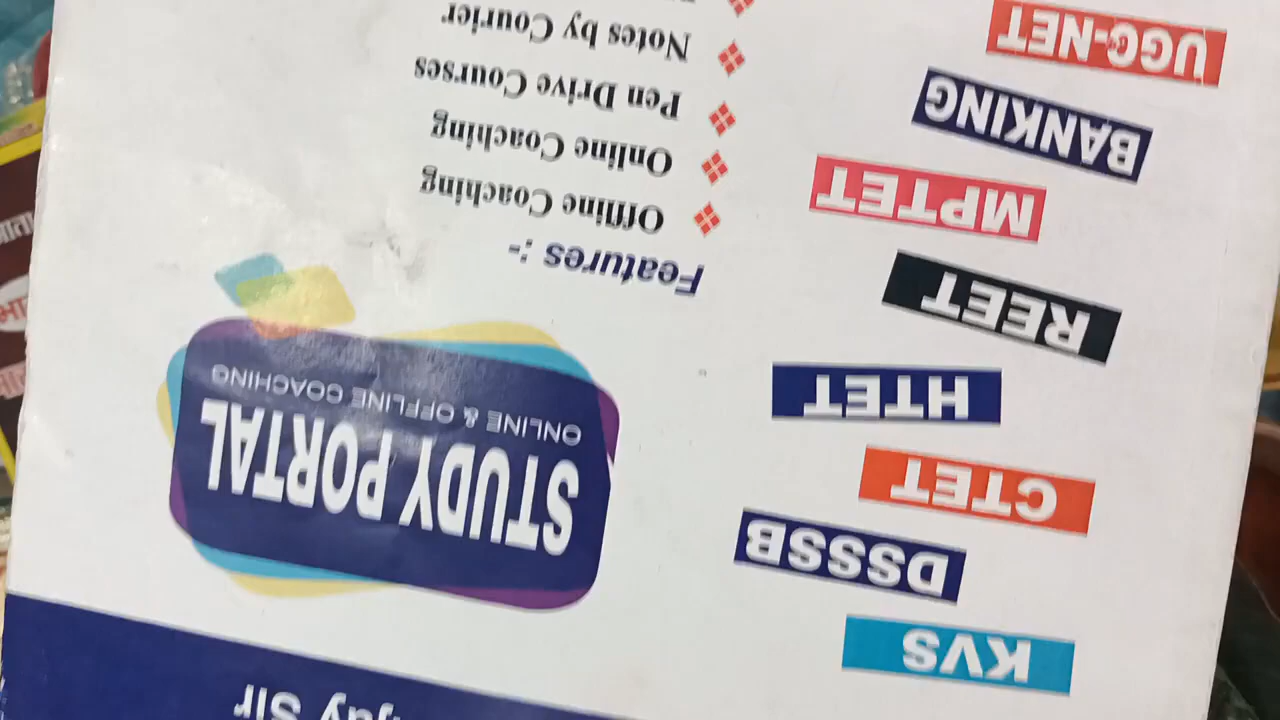 KVS
DSSSB
CTET
HTET
REET
MPTET
BANKING
UGC-NET
Sir
STUDY PORTAL
ONLINE & OFFLINE COACHING
Features :-
Offline Coaching
Online Coaching
Pen Drive Courses
Notes by Courier